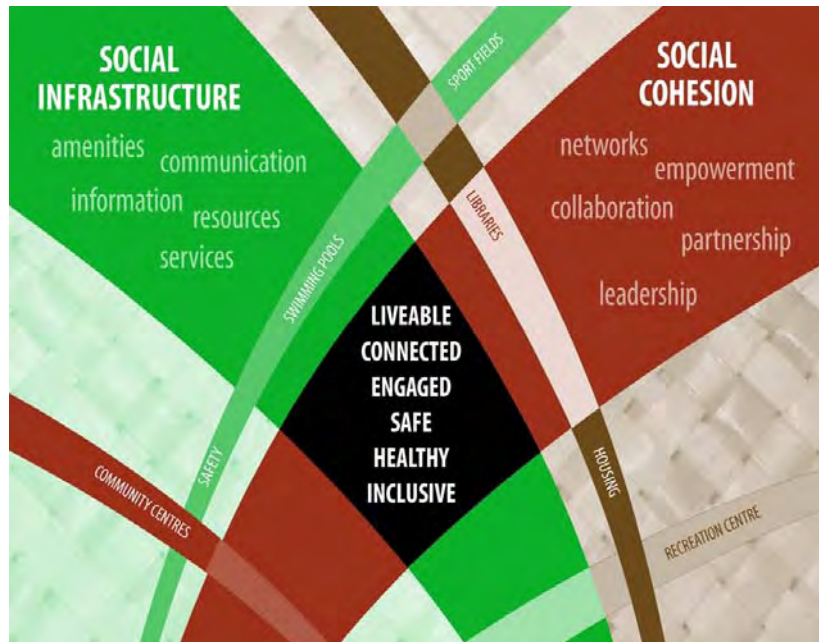 SOCIAL
INFRASTRUCTURE
amenities
communication
information
resources
services
SOCIAL
COHESION
networks
empowerment
collaboration
partnership
leadership
SPORT FIELDS
SWIMMING POOLS
SAFETY
LIBRARIES
HOUSING
COMMUNITY CENTRES
RECREATION CENTRE
LIVEABLE
CONNECTED
ENGAGED
SAFE
HEALTHY
INCLUSIVE